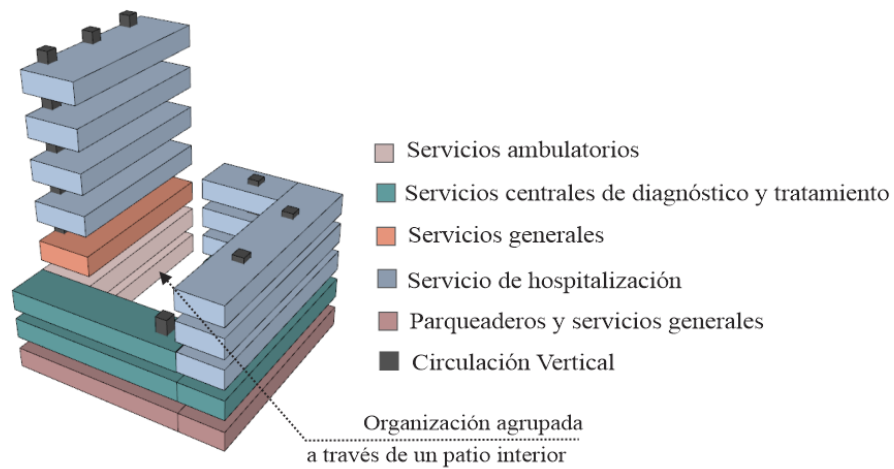 Servicios ambulatorios
Servicios centrales de diagnóstico y tratamiento
Servicios generales
Servicio de hospitalización
Parqueaderos y servicios generales
Circulación Vertical
Organización agrupada
a través de un patio interior